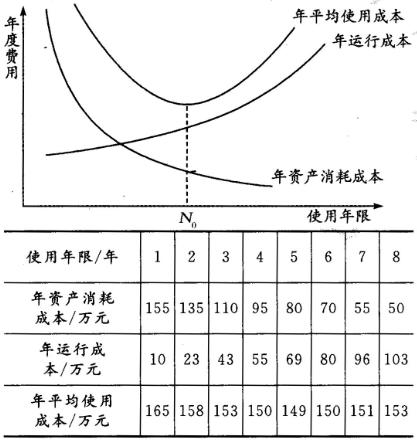 年度费用
年平均使用成本
年运行成本
年资产消耗成本
N₀
使用年限
使用年限/年 1 2 3 4 5 6 7 8
年资产消耗
成本/万元 155 135 110 95 80 70 55 50
年运行成
本/万元 10 23 43 55 69 80 96 103
年平均使用
成本/万元 165 158 153 150 149 150 151 153